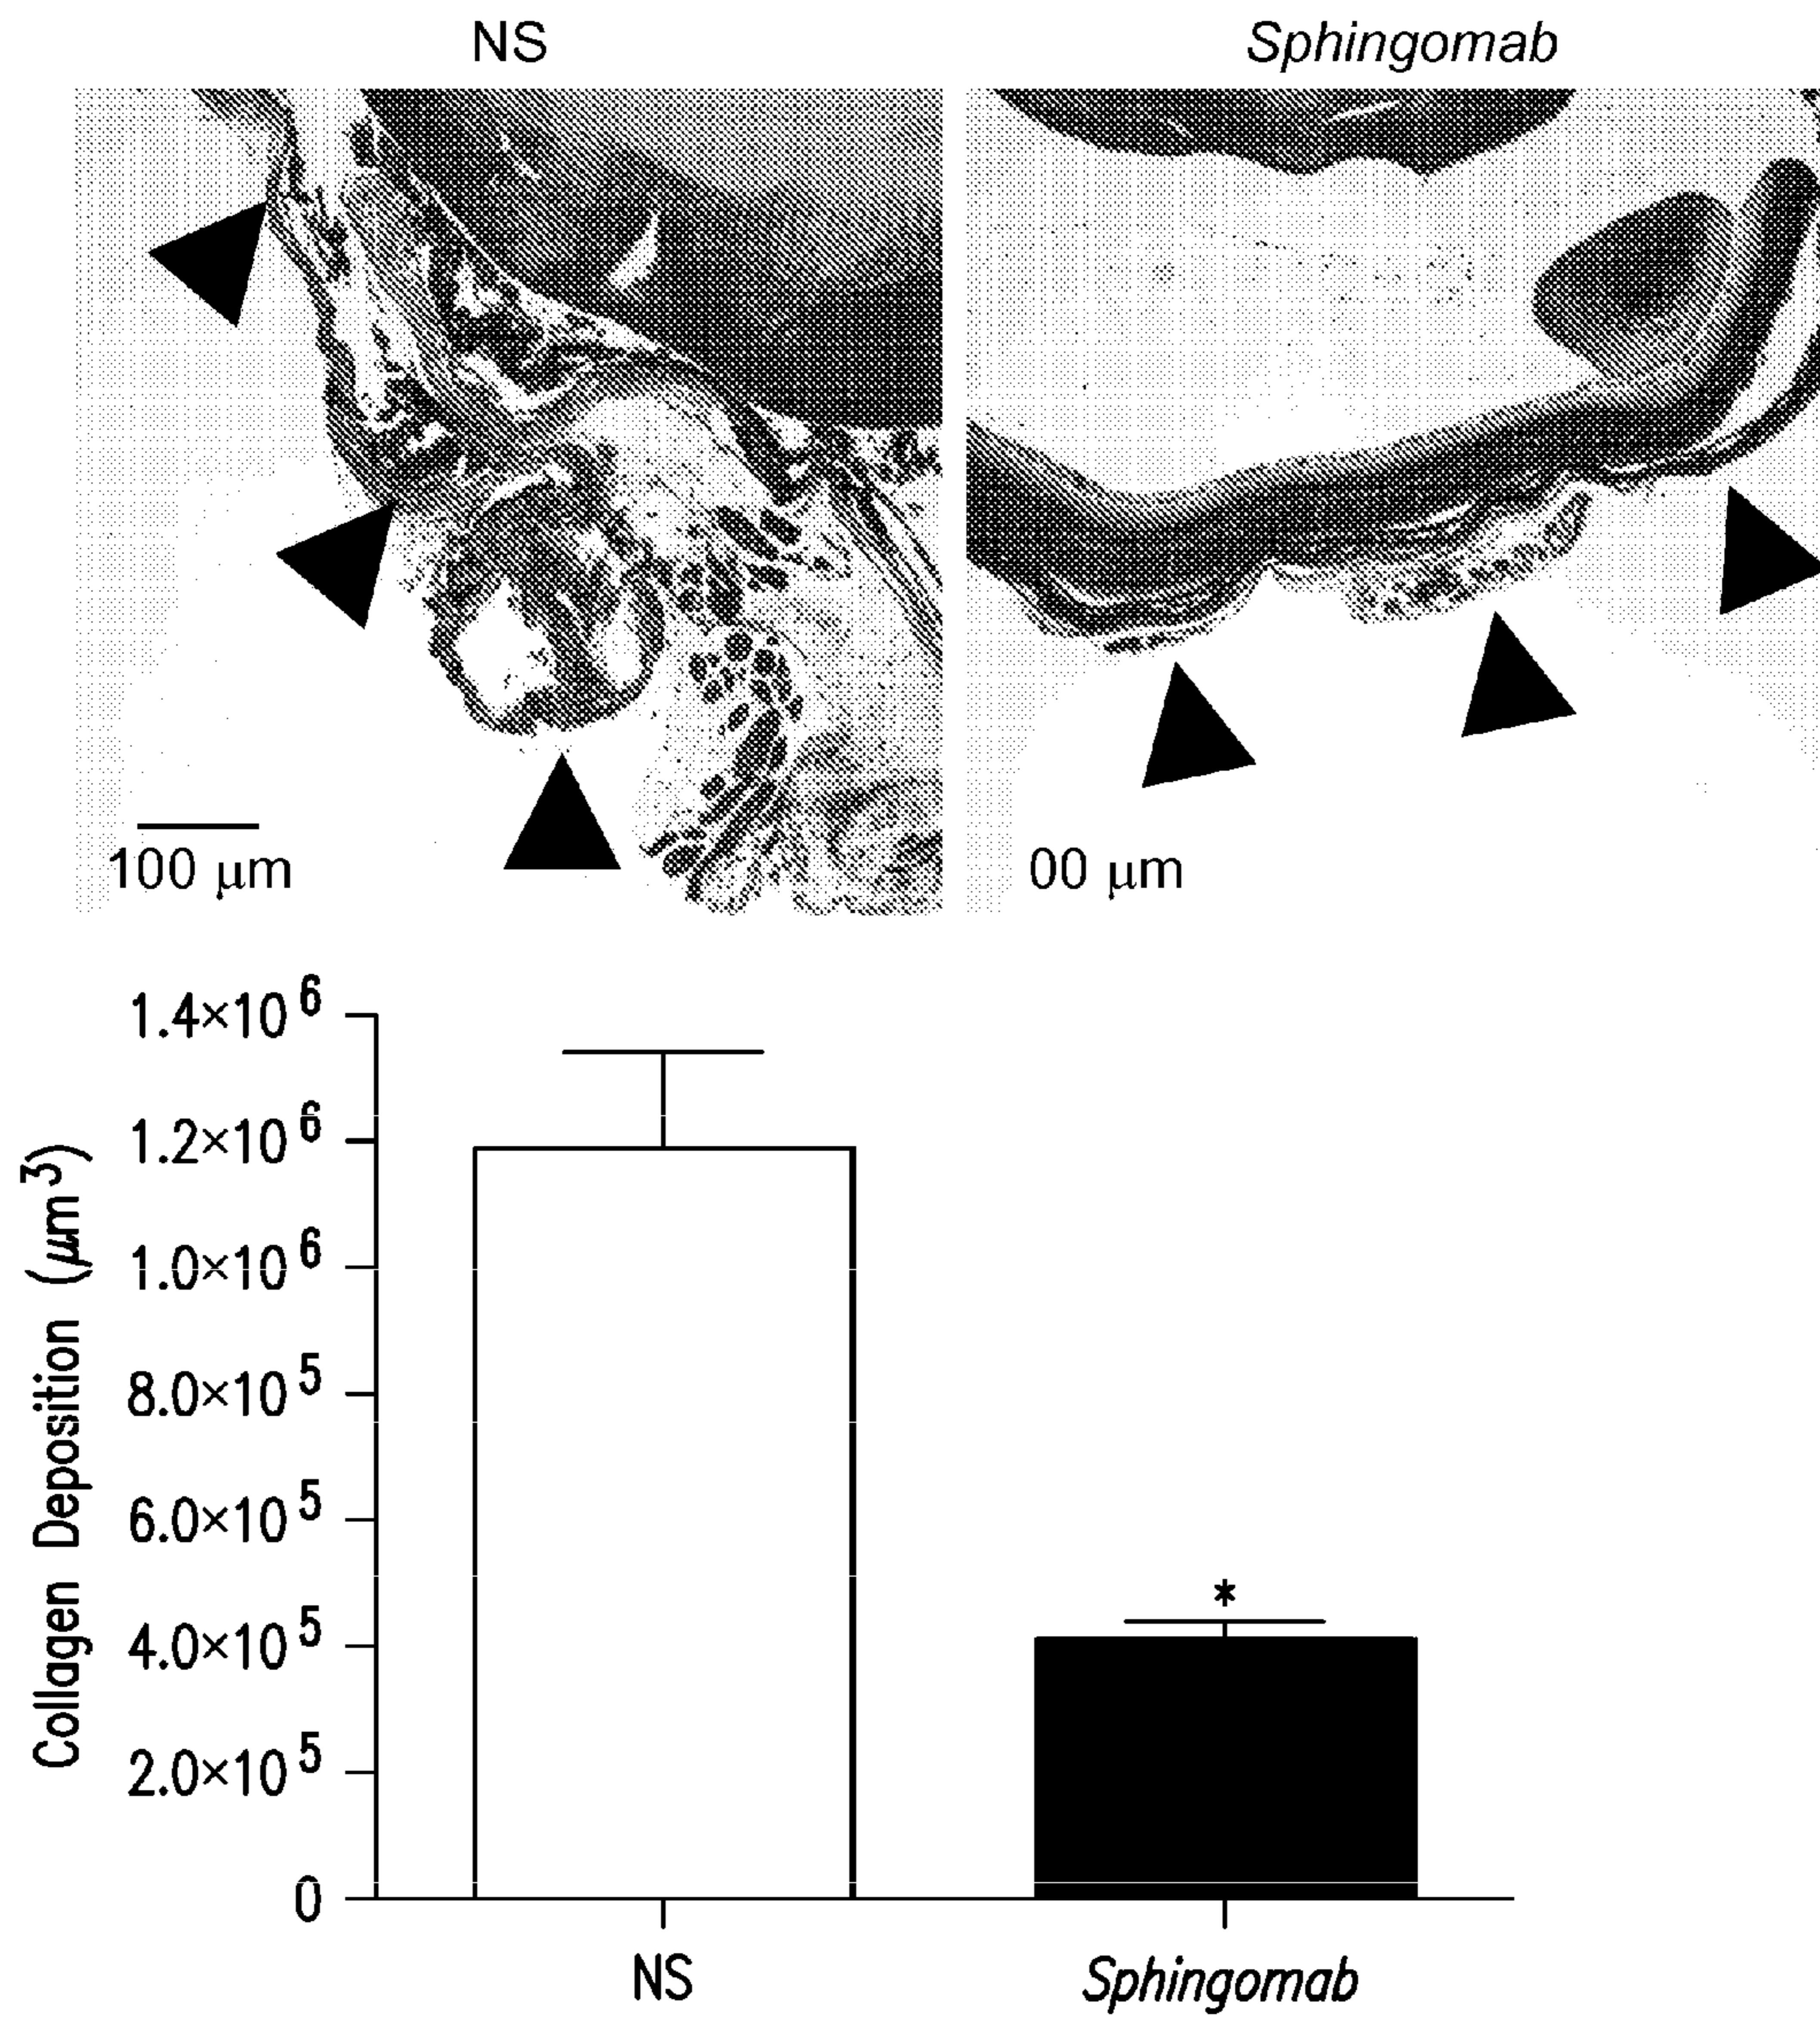 NS
Sphingomab
100 μm
00 μm
1.4×10⁶
1.2×10⁶
1.0×10⁶
8.0×10⁵
6.0×10⁵
4.0×10⁵
2.0×10⁵
0
Collagen Deposition (μm³)
*
NS
Sphingomab